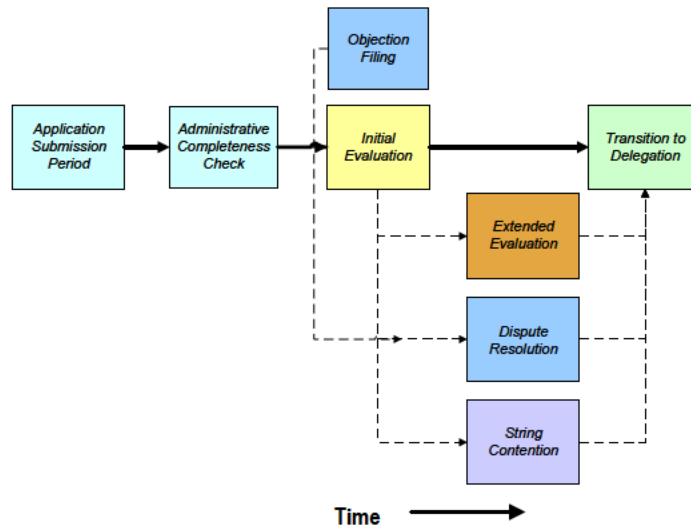 Objection
Filing
Application
Submission
Period
Administrative
Completeness
Check
Initial
Evaluation
Transition to
Delegation
Extended
Evaluation
Dispute
Resolution
String
Contention
Time